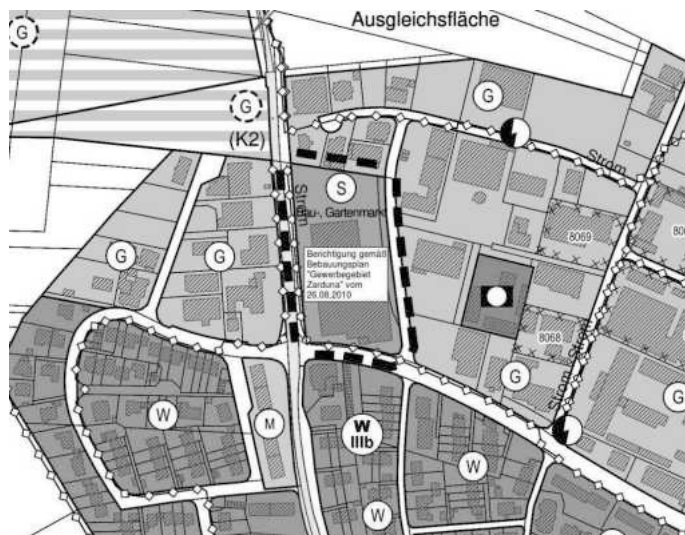 Ausgleichsfläche
G
G
G
(K2)
Strom
Strom
S
Bau-, Gartenmarkt
8069
G
G
Berichtigung gemäß
Bebauungsplan
"Gewerbegebiet
Zarduna" vom
26.08.2010
8068
Strom
Strom
G
G
W
M
W
IIIb
W
W